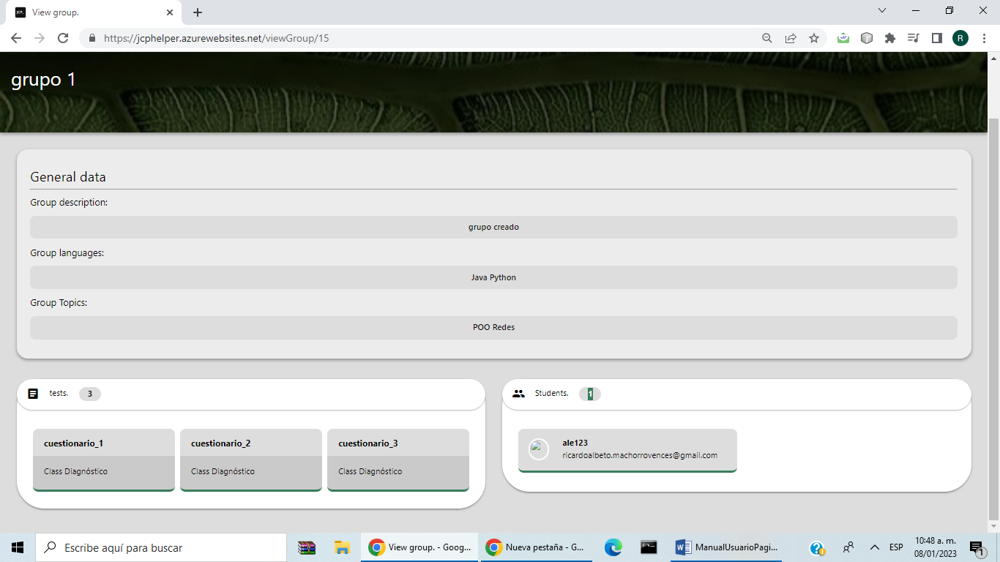 View group.
https://jcphelper.azurewebsites.net/viewGroup/15
R
grupo 1
General data
Group description:
grupo creado
Group languages:
Java Python
Group Topics:
POO Redes
tests. 3
Students. 1
cuestionario_1
Class Diagnóstico
cuestionario_2
Class Diagnóstico
cuestionario_3
Class Diagnóstico
ale123
ricardoalbeto.machorrovences@gmail.com
Escribe aquí para buscar
View group. - Goog...
Nueva pestaña - G...
ManualUsuarioPagi...
ESP
10:48 a. m.
08/01/2023
1